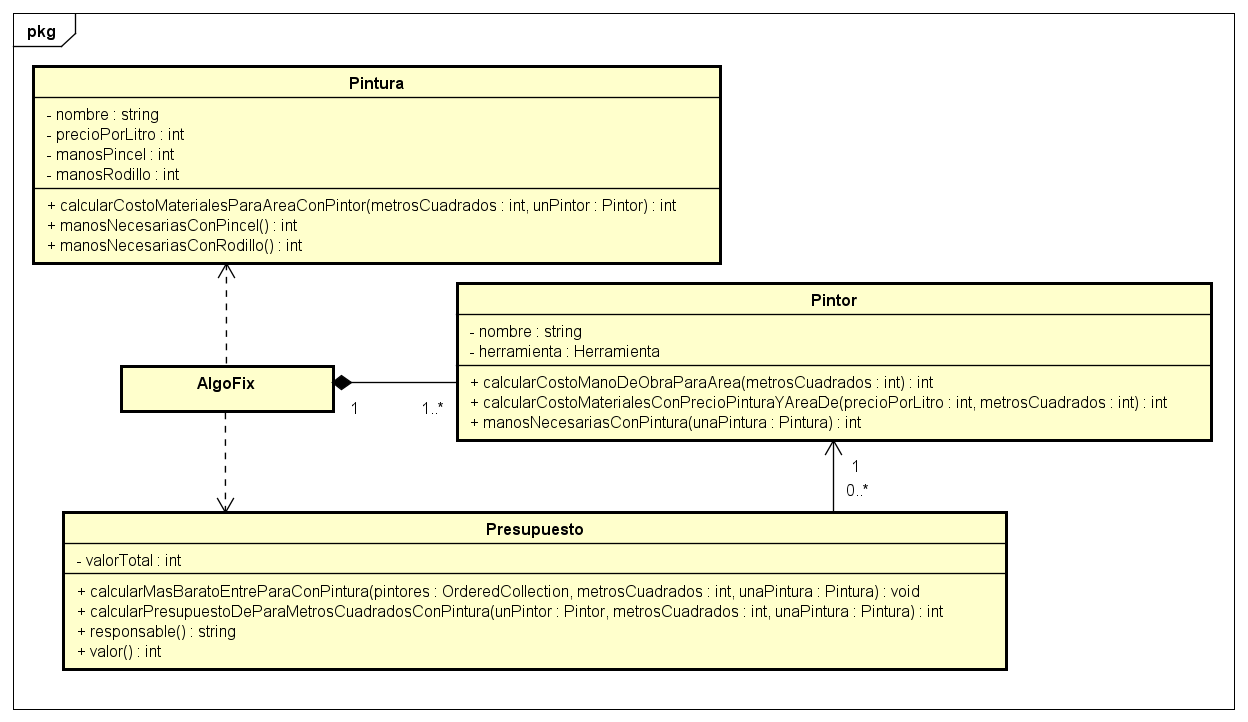 pkg
Pintura
- nombre : string
- precioPorLitro : int
- manosPincel : int
- manosRodillo : int
+ calcularCostoMaterialesParaAreaConPintor(metrosCuadrados : int, unPintor : Pintor) : int
+ manosNecesariasConPincel() : int
+ manosNecesariasConRodillo() : int
Pintor
- nombre : string
- herramienta : Herramienta
+ calcularCostoManoDeObraParaArea(metrosCuadrados : int) : int
+ calcularCostoMaterialesConPrecioPinturaYAreaDe(precioPorLitro : int, metrosCuadrados : int) : int
+ manosNecesariasConPintura(unaPintura : Pintura) : int
AlgoFix
1
1..*
1
0..*
Presupuesto
- valorTotal : int
+ calcularMasBaratoEntreParaConPintura(pintores : OrderedCollection, metrosCuadrados : int, unaPintura : Pintura) : void
+ calcularPresupuestoDeParaMetrosCuadradosConPintura(unPintor : Pintor, metrosCuadrados : int, unaPintura : Pintura) : int
+ responsable() : string
+ valor() : int